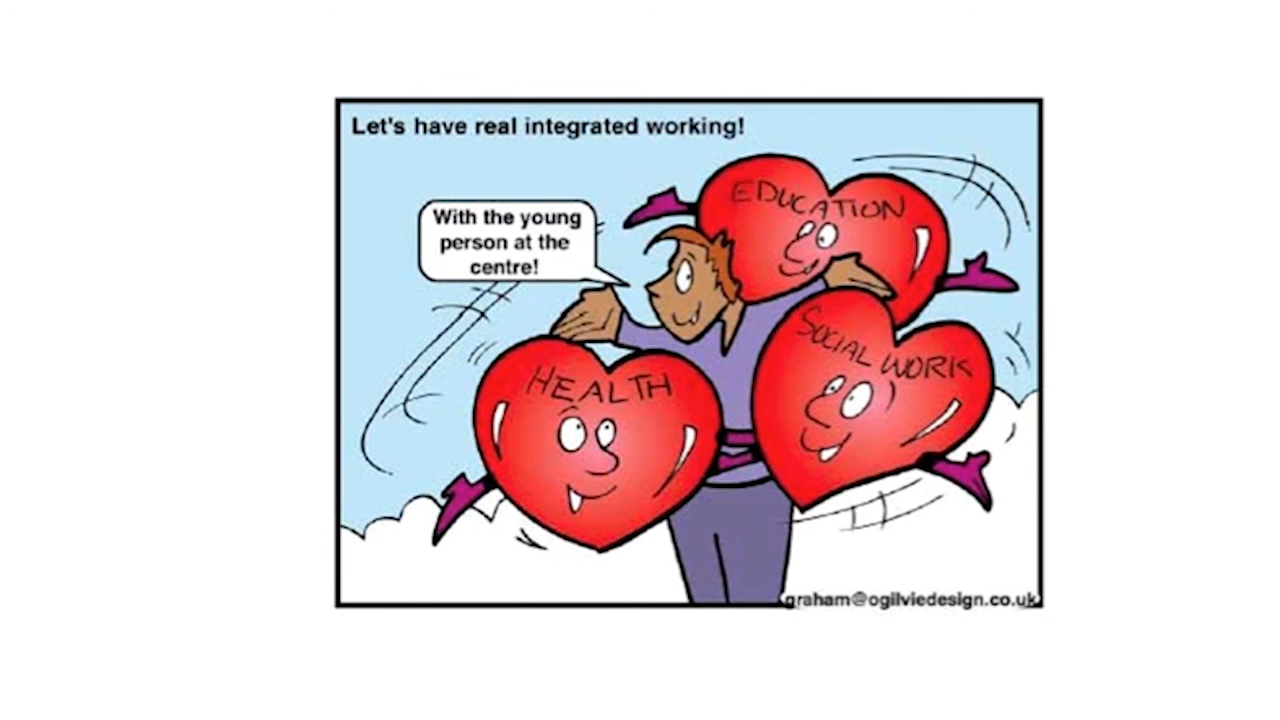 Let's have real integrated working!
With the young
person at the
centre!
EDUCATION
SOCIAL WORK
HEALTH
graham@ogilviedesign.co.uk